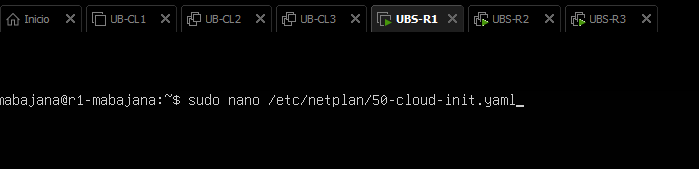 Inicio UB-CL1 UB-CL2 UB-CL3 UBS-R1 UBS-R2 UBS-R3
mabajana@r1-mabajana:~$ sudo nano /etc/netplan/50-cloud-init.yaml_